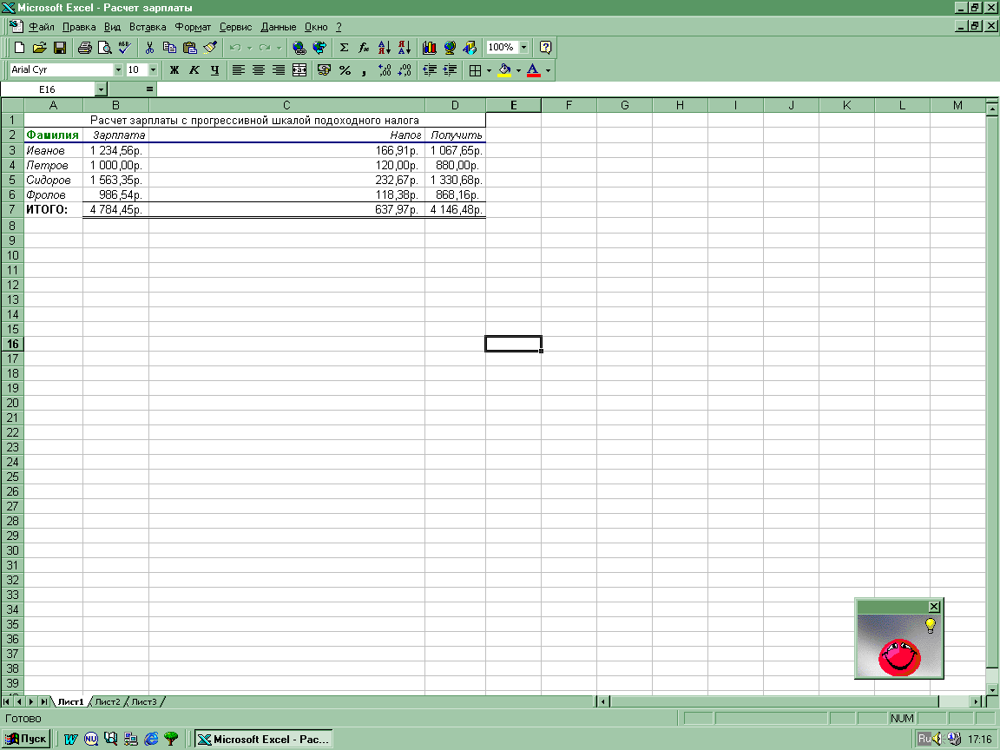 Microsoft Excel - Расчет зарплаты
Файл Правка Вид Вставка Формат Сервис Данные Окно ?
100%
Arial Cyr 10 Ж К Ч
E16 =
A B C D E F G H I J K L M
1 Расчет зарплаты с прогрессивной шкалой подоходного налога
2 Фашилия Зарплата Налог Получить
3 Иванов 1 234,56р. 166,91р. 1 067,65р.
4 Петров 1 000,00р. 120,00р. 880,00р.
5 Сидоров 1 563,35р. 232,67р. 1 330,68р.
6 Фролов 986,54р. 118,38р. 868,16р.
7 ИТОГО: 4 784,45р. 637,97р. 4 146,48р.
8
9
10
11
12
13
14
15
16
17
18
19
20
21
22
23
24
25
26
27
28
29
30
31
32
33
34
35
36
37
38
39
Лист1 Лист2 Лист3
Готово NUM
Пуск Microsoft Excel - Рас... Ru 17:16